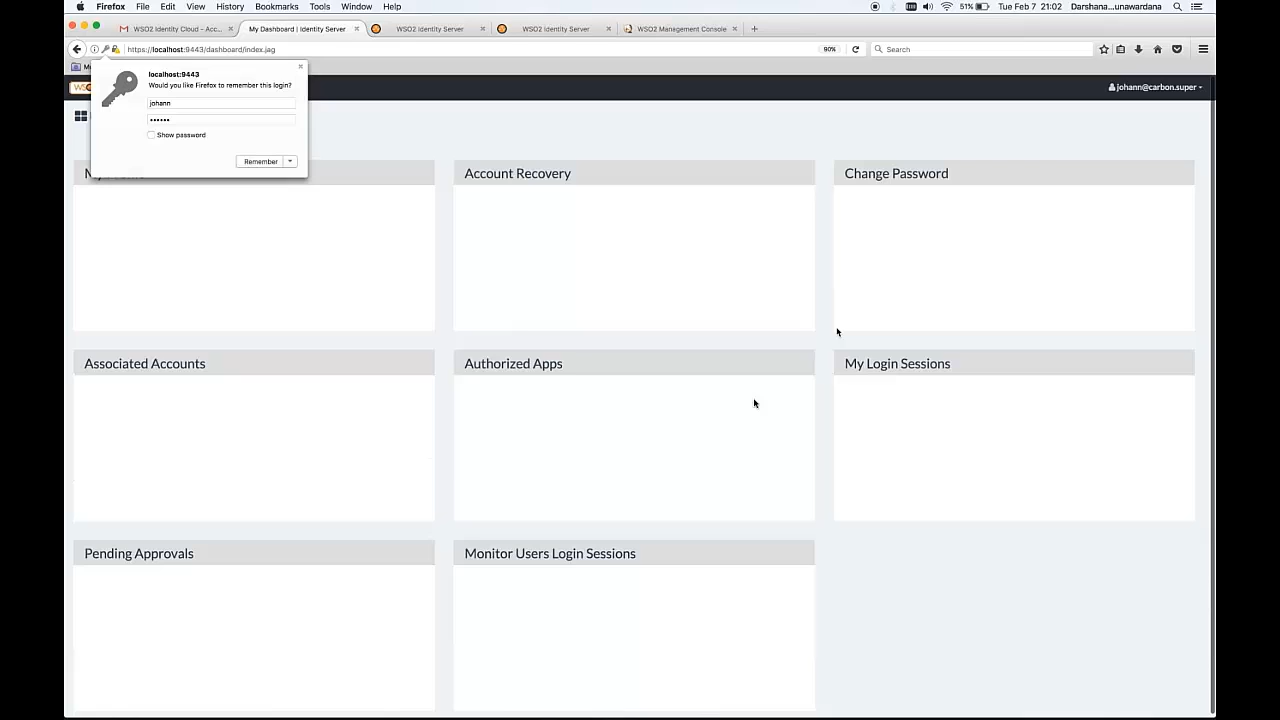 Firefox File Edit View History Bookmarks Tools Window Help 51% Tue Feb 7 21:02 Darshana...unawardana
WSO2 Identity Cloud - Acc... × My Dashboard | Identity Server × WSO2 Identity Server × WSO2 Identity Server × WSO2 Management Console × +
https://localhost:9443/dashboard/index.jag 90% Search
localhost:9443
Would you like Firefox to remember this login?
johann
••••••
Show password
Remember
johann@carbon.super
Account Recovery
Change Password
Associated Accounts
Authorized Apps
My Login Sessions
Pending Approvals
Monitor Users Login Sessions